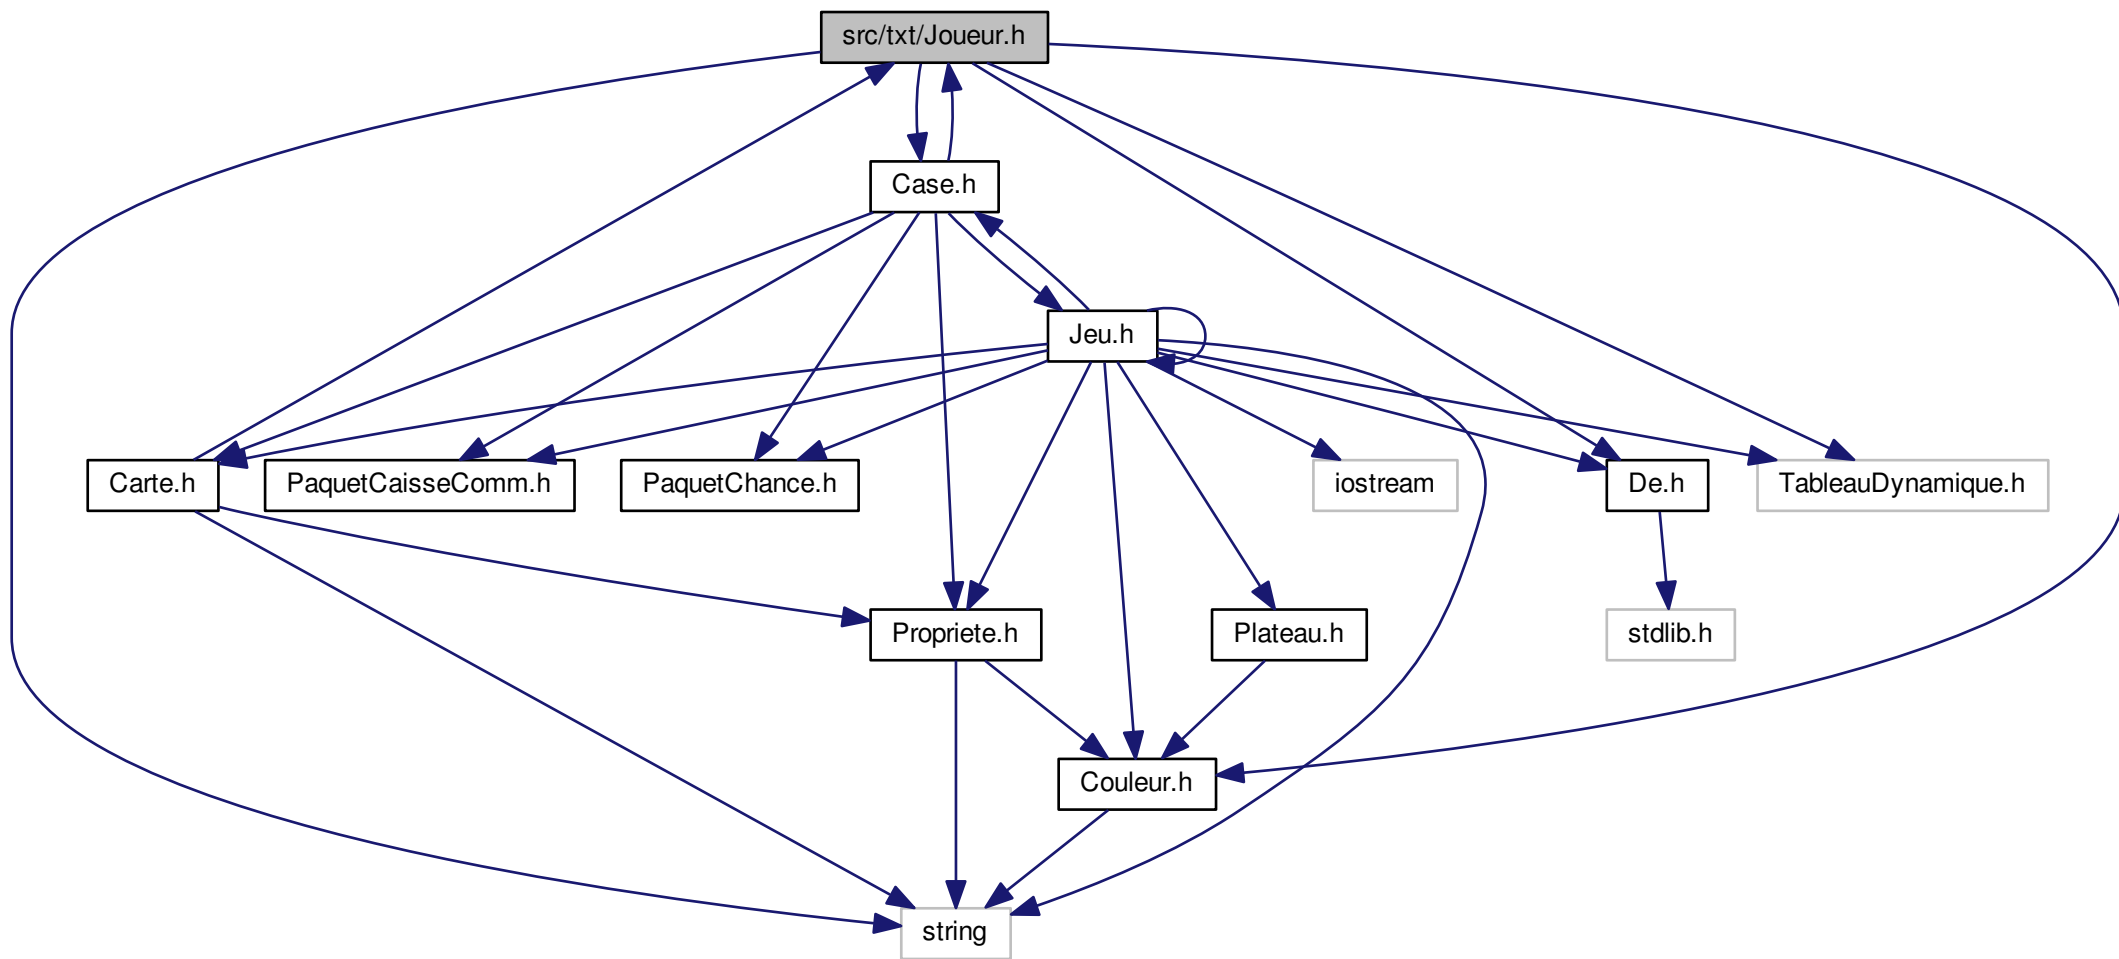 src/txt/Joueur.h
Case.h
Jeu.h
Carte.h
PaquetCaisseComm.h
PaquetChance.h
iostream
De.h
TableauDynamique.h
Propriete.h
Plateau.h
stdlib.h
Couleur.h
string